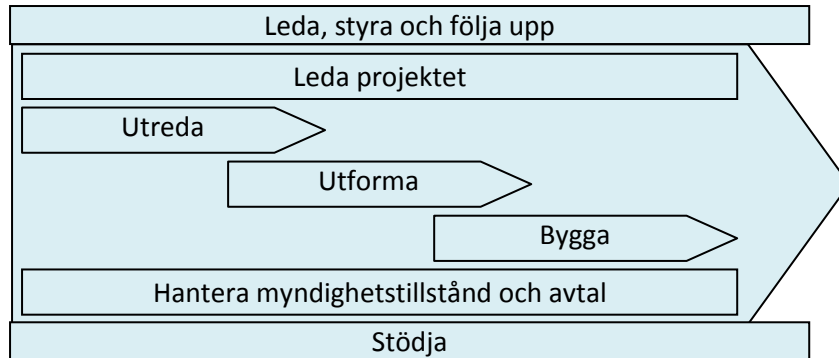 Leda, styra och följa upp
Leda projektet
Utreda
Utforma
Bygga
Hantera myndighetstillstånd och avtal
Stödja